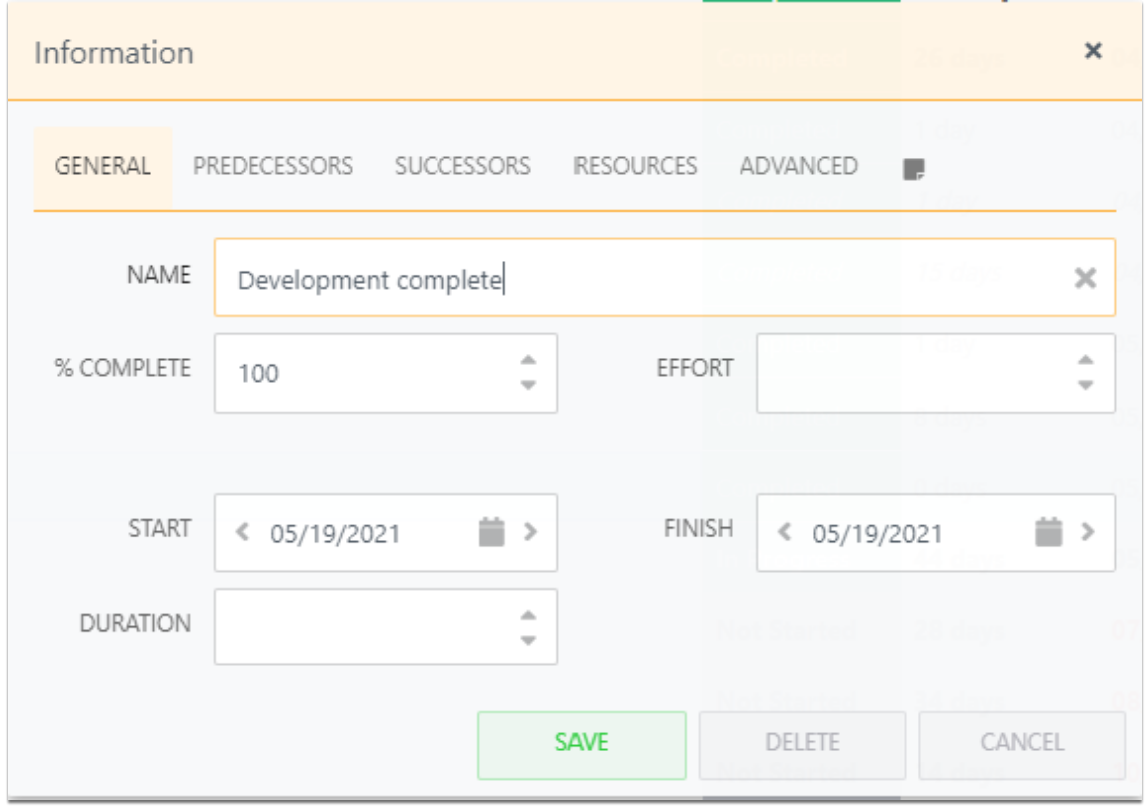 Information
GENERAL PREDECESSORS SUCCESSORS RESOURCES ADVANCED
NAME Development complete
% COMPLETE 100 EFFORT
START 05/19/2021 FINISH 05/19/2021
DURATION
SAVE DELETE CANCEL